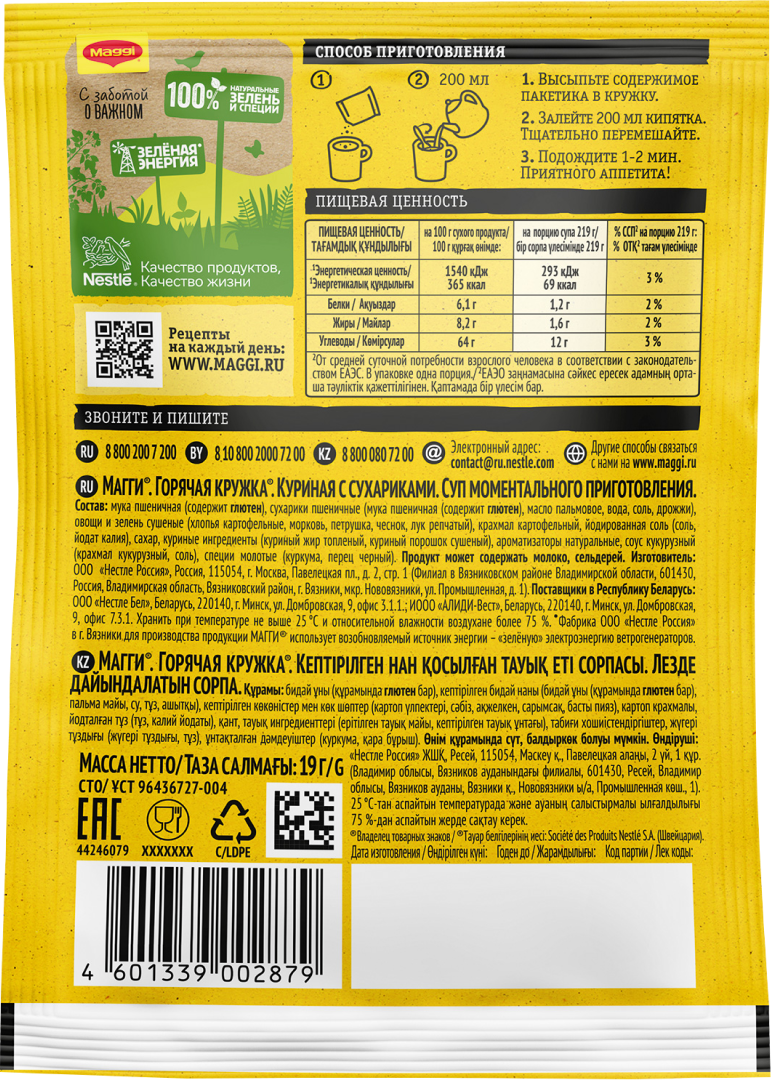 Maggi
С заботой
О ВАЖНОМ
100% НАТУРАЛЬНЫЕ
ЗЕЛЕНЬ
И СПЕЦИИ
ЗЕЛЁНАЯ*
ЭНЕРГИЯ
Nestlé®
Качество продуктов,
Качество жизни
Рецепты
на каждый день:
WWW.MAGGI.RU
СПОСОБ ПРИГОТОВЛЕНИЯ
1 2 200 МЛ
1. Высыпьте содержимое
пакетика в кружку.
2. Залейте 200 мл кипятка.
Тщательно перемешайте.
3. Подождите 1-2 мин.
Приятного аппетита!
ПИЩЕВАЯ ЦЕННОСТЬ
ПИЩЕВАЯ ЦЕННОСТЬ/ на 100 г сухого продукта/ на порцию супа 219 г/ % ССП² на порцию 219 г:
ТАҒАМДЫҚ ҚҰНДЫЛЫҒЫ 100 г құрғақ өнімде: бір сорпа үлесімінде 219 г % ОТҚ² тағам үлесімінде
¹Энергетическая ценность/ 1540 кДж 293 кДж 3 %
¹Энергетикалық құндылығы 365 ккал 69 ккал
Белки / Ақуыздар 6,1 г 1,2 г 2 %
Жиры / Майлар 8,2 г 1,6 г 2 %
Углеводы / Көмірсулар 64 г 12 г 3 %
²От средней суточной потребности взрослого человека в соответствии с законодатель-
ством ЕАЭС. В упаковке одна порция./²ЕАЭО заңнамасына сәйкес ересек адамның орта-
ша тәуліктік қажеттілігінен. Қаптамада бір үлесім бар.
ЗВОНИТЕ И ПИШИТЕ
RU 8 800 200 7 200 BY 8 10 800 2000 72 00 KZ 8 800 080 72 00 @ Электронный адрес:
contact@ru.nestle.com
Другие способы связаться
с нами на www.maggi.ru
RU МАГГИ®. ГОРЯЧАЯ КРУЖКА®. КУРИНАЯ С СУХАРИКАМИ. СУП МОМЕНТАЛЬНОГО ПРИГОТОВЛЕНИЯ.
Состав: мука пшеничная (содержит глютен), сухарики пшеничные (мука пшеничная (содержит глютен), масло пальмовое, вода, соль, дрожжи),
овощи и зелень сушеные (хлопья картофельные, морковь, петрушка, чеснок, лук репчатый), крахмал картофельный, йодированная соль (соль,
йодат калия), сахар, куриные ингредиенты (куриный жир топленый, куриный порошок сушеный), ароматизаторы натуральные, соус кукурузный
(крахмал кукурузный, соль), специи молотые (куркума, перец черный). Продукт может содержать молоко, сельдерей. Изготовитель:
ООО «Нестле Россия», Россия, 115054, г. Москва, Павелецкая пл., д. 2, стр. 1 (Филиал в Вязниковском районе Владимирской области, 601430,
Россия, Владимирская область, Вязниковский район, г. Вязники, мкр. Нововязники, ул. Промышленная, д. 1). Поставщики в Республику Беларусь:
ООО «Нестле Бел», Беларусь, 220140, г. Минск, ул. Домбровская, 9, офис 3.1.1.; ИООО «АЛИДИ-Вест», Беларусь, 220140, г. Минск, ул. Домбровская,
9, офис 7.3.1. Хранить при температуре не выше 25 °С и относительной влажности воздухане более 75 %. *Фабрика ООО «Нестле Россия»
в г. Вязники для производства продукции МАГГИ® использует возобновляемый источник энергии – «зелёную» электроэнергию ветрогенераторов.
KZ МАГГИ®. ГОРЯЧАЯ КРУЖКА®. КЕПТІРІЛГЕН НАН ҚОСЫЛҒАН ТАУЫҚ ЕТІ СОРПАСЫ. ЛЕЗДЕ
ДАЙЫНДАЛАТЫН СОРПА. Құрамы: бидай ұны (құрамында глютен бар), кептірілген бидай наны (бидай ұны (құрамында глютен бар),
пальма майы, су, тұз, ашытқы), кептірілген көкөністер мен көк шөптер (картоп үлпектері, сәбіз, ақжелкен, сарымсақ, басты пияз), картоп крахмалы,
йодталған тұз (тұз, калий йодаты), қант, тауық ингредиенттері (ерітілген тауық майы, кептірілген тауық ұнтағы), табиғи хошиістендіргіштер, жүгері
тұздығы (жүгері тұздығы, тұз), ұнтақталған дәмдеуіштер (куркума, қара бұрыш). Өнім құрамында сүт, балдыркөк болуы мүмкін. Өндіруші:
«Нестле Россия» ЖШҚ, Ресей, 115054, Маскеу қ., Павелецкая алаңы, 2 уй, 1 құр.
(Владимир облысы, Вязников ауданындағы филиалы, 601430, Ресей, Владимир
облысы, Вязников ауданы, Вязники қ., Нововязники ы/а, Промышленная көш., 1).
25 °С-тан аспайтын температурада және ауаның салыстырмалы ылғалдылығы
75 %-дан аспайтын жерде сақтау керек.
®Владелец товарных знаков / ®Тауар белгілерінің иесі: Société des Produits Nestlé S.A. (Швейцария).
Дата изготовления / Өндірілген күні: Годен до / Жарамдылығы: Код партии / Лек коды:
МАССА НЕТТО/ТАЗА САЛМАҒЫ: 19 Г/G
СТО/ ҰСТ 96436727-004
EAC
44246079 XXXXXXX C/LDPE
4 601339 002879